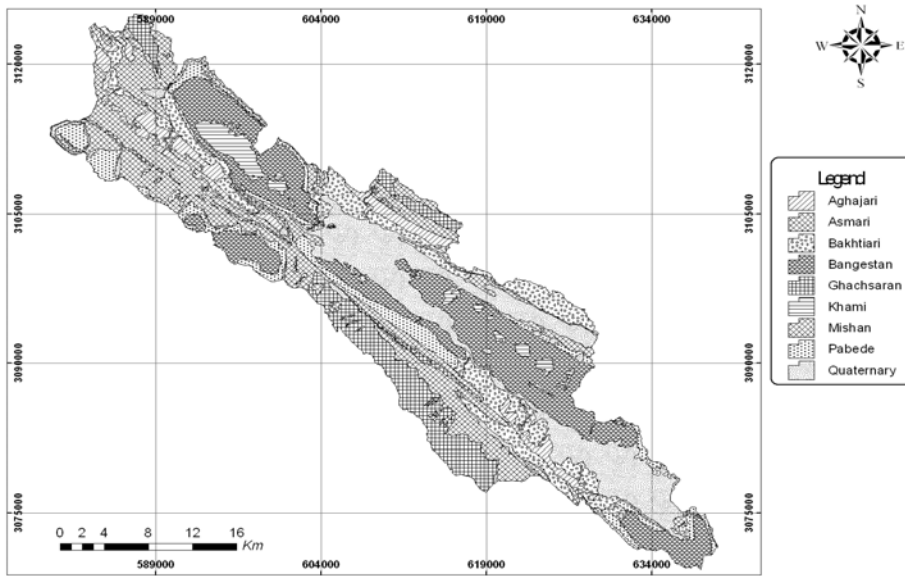 589000 604000 619000 634000
N
W E
S
3120000 3120000
Legend
Aghajari
Asmari
Bakhtiari
Bangestan
Ghachsaran
Khami
Mishan
Pabede
Quaternary
3105000 3105000
3090000 3090000
3075000 3075000
0 2 4 8 12 16
Km
589000 604000 619000 634000